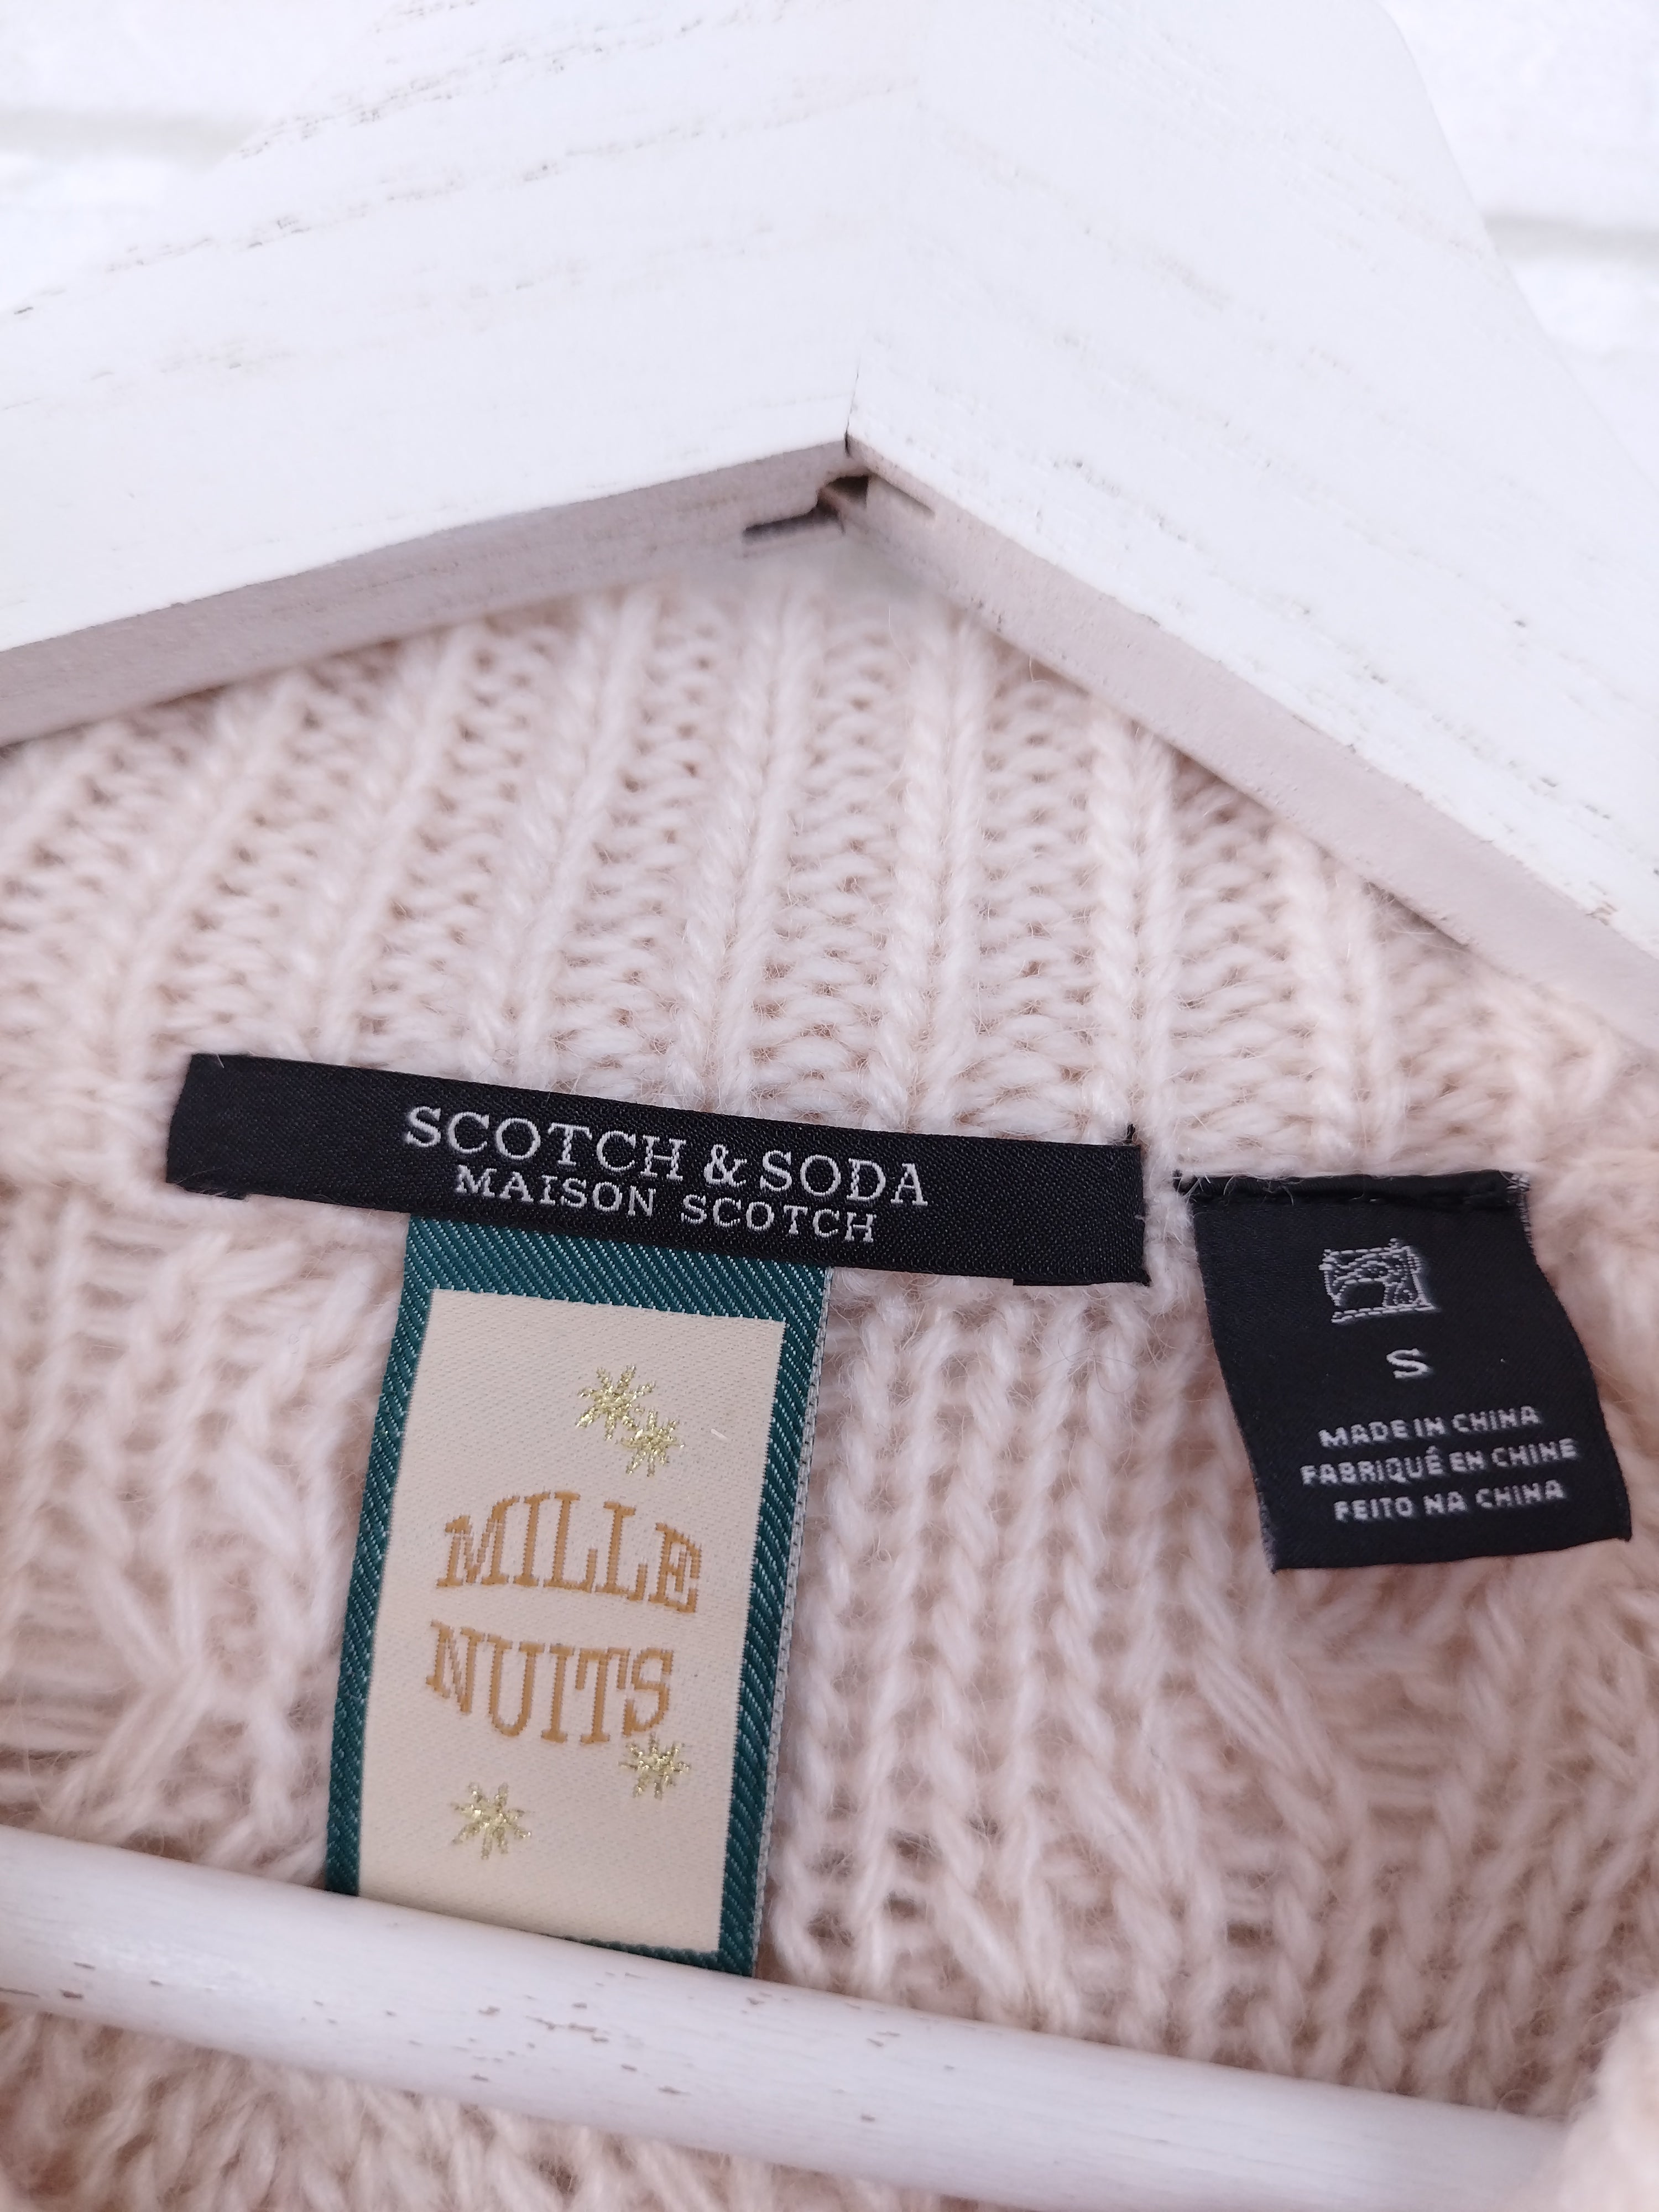 SCOTCH & SODA
MAISON SCOTCH
MILLE
NUITS
S
MADE IN CHINA
FABRIQUÉ EN CHINE
FEITO NA CHINA